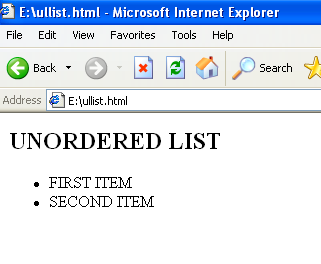 E:\ullist.html - Microsoft Internet Explorer
File Edit View Favorites Tools Help
Back Search
Address E:\ullist.html
UNORDERED LIST
• FIRST ITEM
• SECOND ITEM